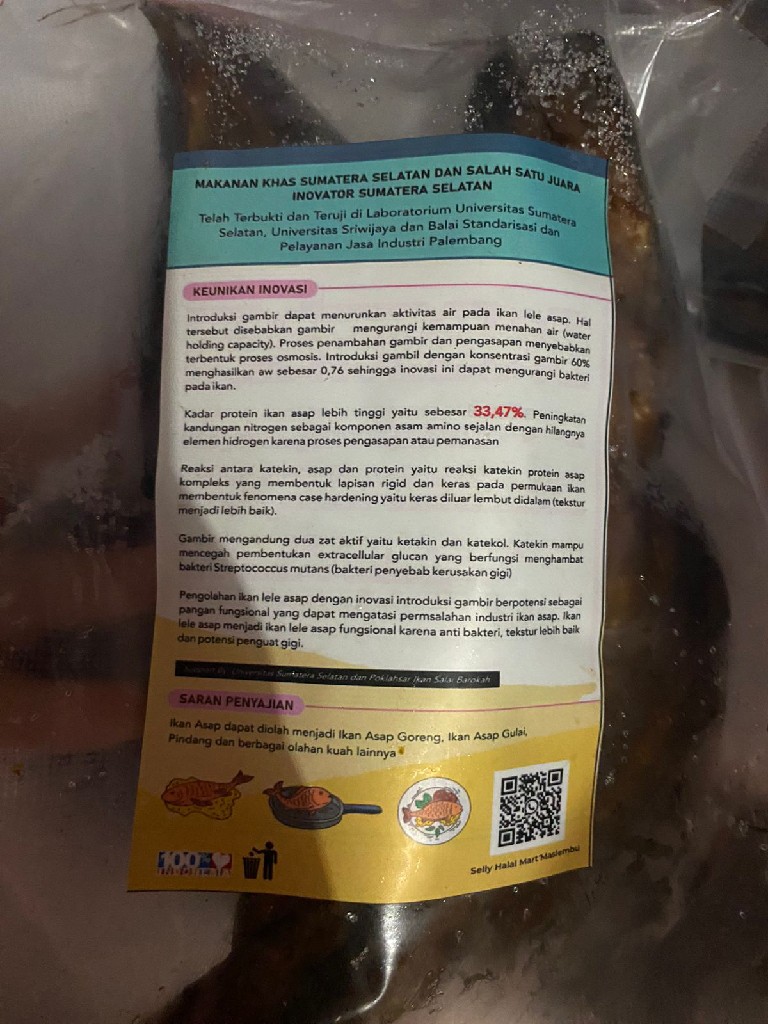 MAKANAN KHAS SUMATERA SELATAN DAN SALAH SATU JUARA
INOVATOR SUMATERA SELATAN
Telah Terbukti dan Teruji di Laboratorium Universitas Sumatera
Selatan, Universitas Sriwijaya dan Balai Standarisasi dan
Pelayanan Jasa Industri Palembang
KEUNIKAN INOVASI
Introduksi gambir dapat menurunkan aktivitas air pada ikan lele asap. Hal
tersebut disebabkan gambir mengurangi kemampuan menahan air (water
holding capacity). Proses penambahan gambir dan pengasapan menyebabkan
terbentuk proses osmosis. Introduksi gambil dengan konsentrasi gambir 60%
menghasilkan aw sebesar 0,76 sehingga inovasi ini dapat mengurangi bakteri
pada ikan.
Kadar protein ikan asap lebih tinggi yaitu sebesar 33,47%. Peningkatan
kandungan nitrogen sebagai komponen asam amino sejalan dengan hilangnya
elemen hidrogen karena proses pengasapan atau pemanasan
Reaksi antara katekin, asap dan protein yaitu reaksi katekin protein asap
kompleks yang membentuk lapisan rigid dan keras pada permukaan ikan
membentuk fenomena case hardening yaitu keras diluar lembut didalam (tekstur
menjadi lebih baik).
Gambir mengandung dua zat aktif yaitu ketakin dan katekol. Katekin mampu
mencegah pembentukan extracellular glucan yang berfungsi menghambat
bakteri Streptococcus mutans (bakteri penyebab kerusakan gigi)
Pengolahan ikan lele asap dengan inovasi introduksi gambir berpotensi sebagai
pangan fungsional yang dapat mengatasi permsalahan industri ikan asap. Ikan
lele asap menjadi ikan lele asap fungsional karena anti bakteri, tekstur lebih baik
dan potensi penguat gigi.
by: Universitas Sumatera Selatan dan Poklahsar Ikan Salai Barokah
SARAN PENYAJIAN
Ikan Asap dapat diolah menjadi Ikan Asap Goreng, Ikan Asap Gulai,
Pindang dan berbagai olahan kuah lainnya
100%
Selly Halal Mart Maslembu